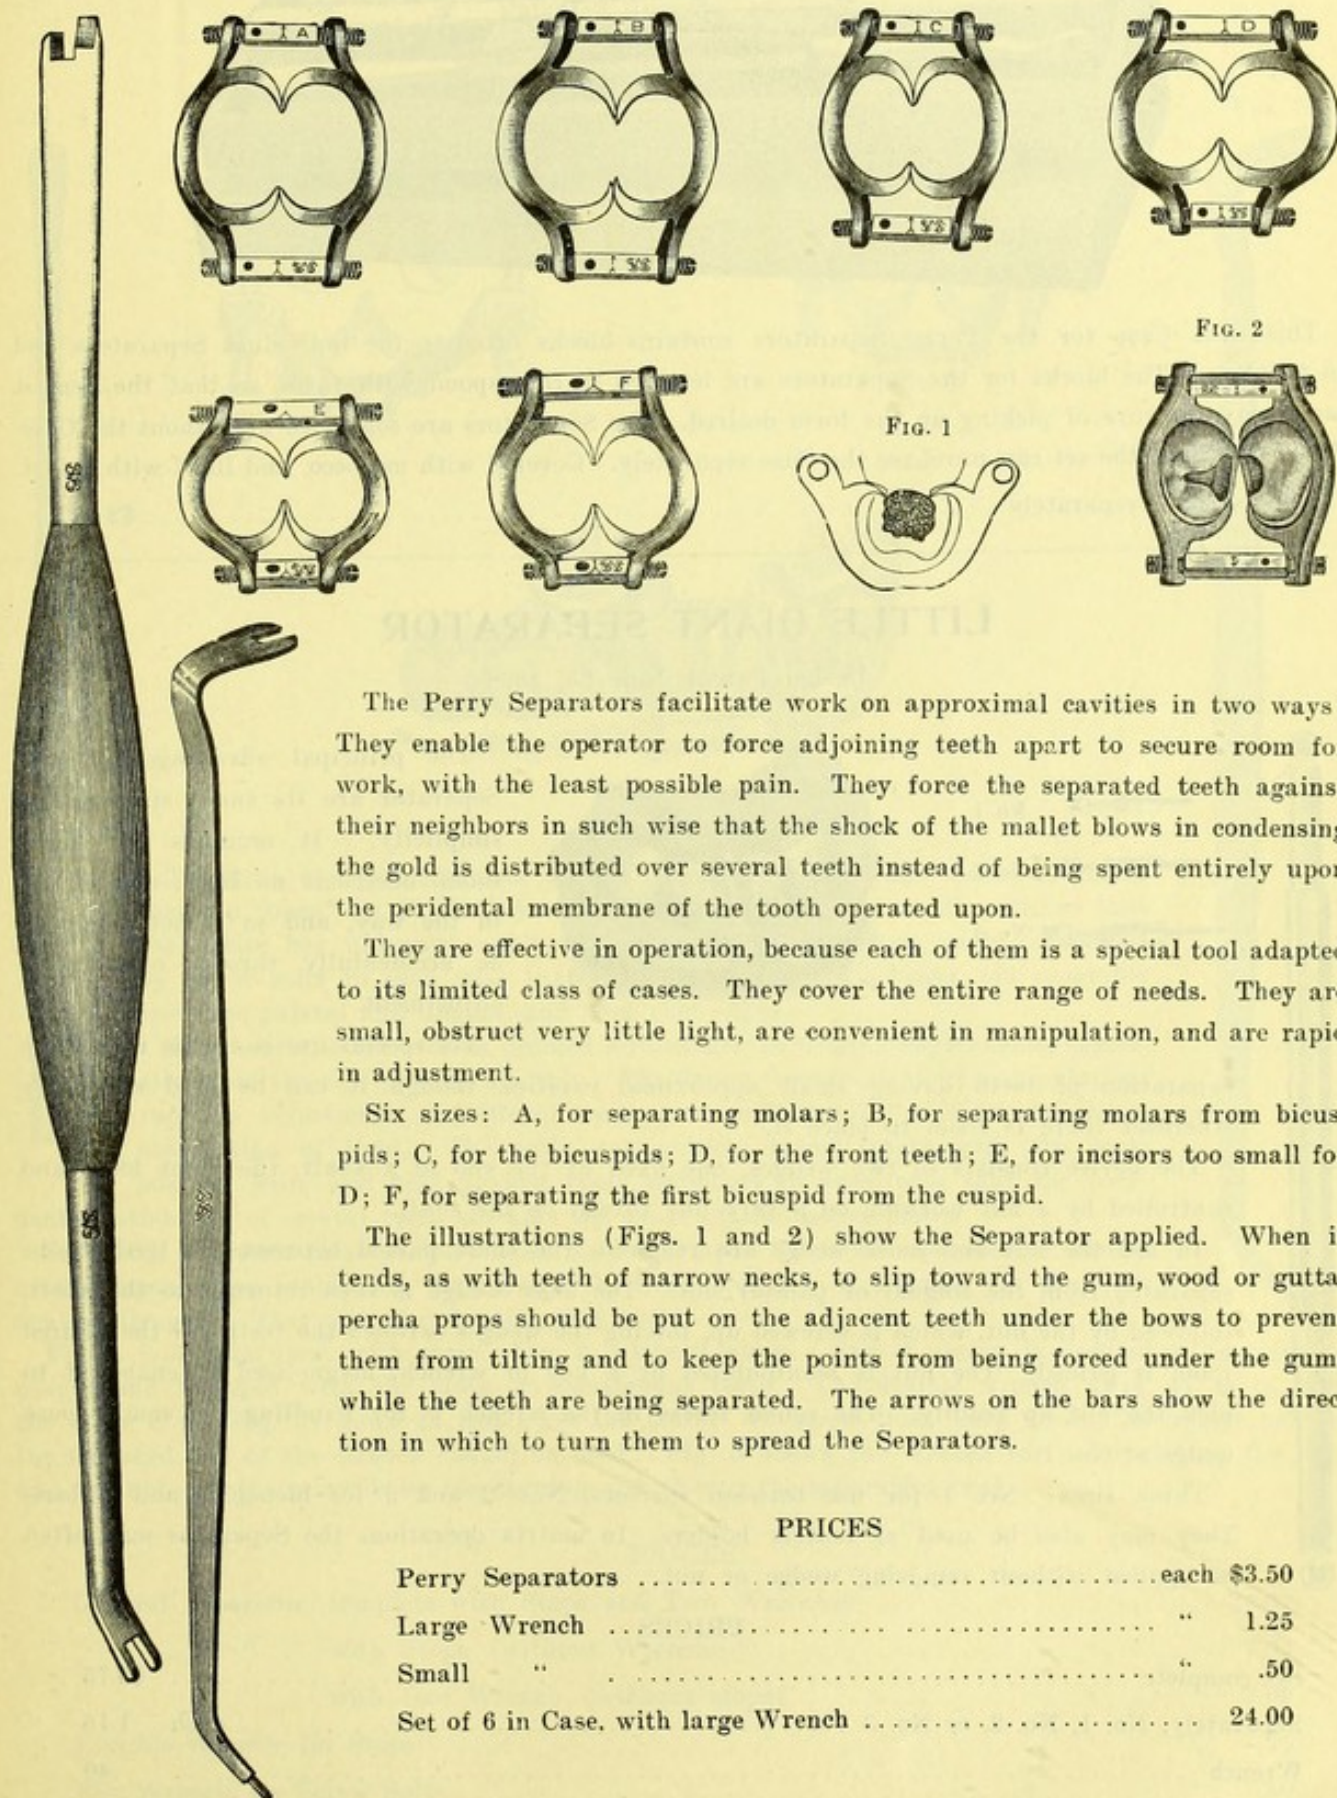 A
B
C
D
FIG. 2
E
F
FIG. 1
The Perry Separators facilitate work on approximal cavities in two ways
They enable the operator to force adjoining teeth apart to secure room fo
work, with the least possible pain. They force the separated teeth agains
their neighbors in such wise that the shock of the mallet blows in condensing
the gold is distributed over several teeth instead of being spent entirely upon
the peridental membrane of the tooth operated upon.
They are effective in operation, because each of them is a special tool adapted
to its limited class of cases. They cover the entire range of needs. They are
small, obstruct very little light, are convenient in manipulation, and are rapid
in adjustment.
Six sizes: A, for separating molars; B, for separating molars from bicus
pids; C, for the bicuspids; D, for the front teeth; E, for incisors too small fo
D; F, for separating the first bicuspid from the cuspid.
The illustrations (Figs. 1 and 2) show the Separator applied. When i
tends, as with teeth of narrow necks, to slip toward the gum, wood or gutta
percha props should be put on the adjacent teeth under the bows to preven
them from tilting and to keep the points from being forced under the gum
while the teeth are being separated. The arrows on the bars show the direc
tion in which to turn them to spread the Separators.
PRICES
Perry Separators ....... ................................each $3.50
Large Wrench ..................... ..................... " 1.25
Small " . .......................................... " .50
Set of 6 in Case. with large Wrench ........................ 24.00
LITTLE GIANT SEPARATOR